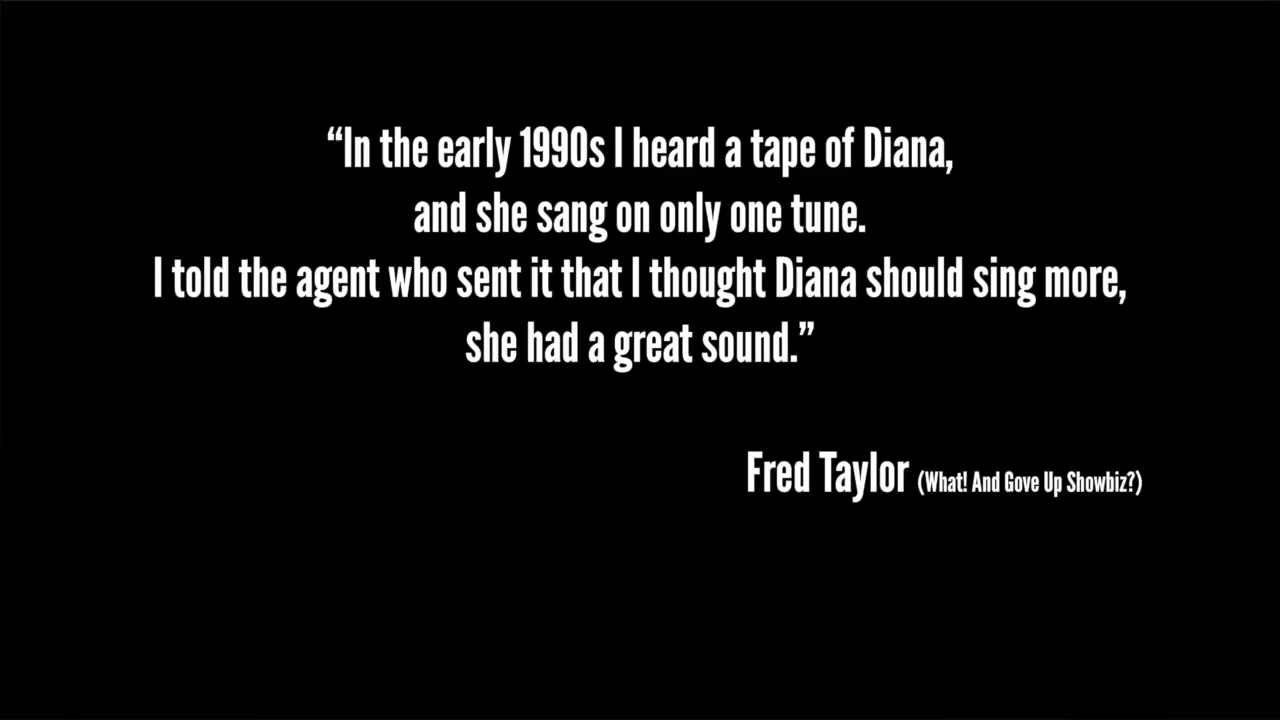 “In the early 1990s I heard a tape of Diana,
and she sang on only one tune.
I told the agent who sent it that I thought Diana should sing more,
she had a great sound.”
Fred Taylor (What! And Gove Up Showbiz?)